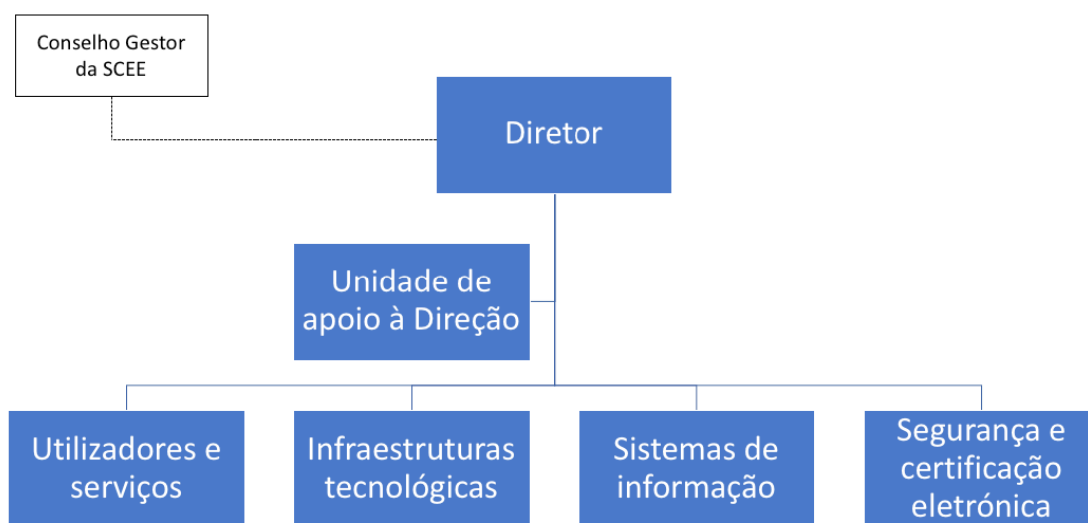 Conselho Gestor
da SCEE
Diretor
Unidade de
apoio à Direção
Utilizadores e
serviços
Infraestruturas
tecnológicas
Sistemas de
informação
Segurança e
certificação
eletrónica